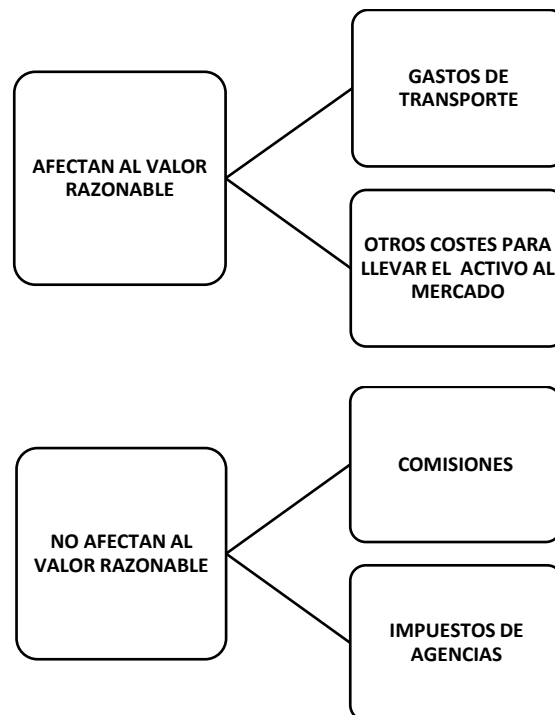 AFECTAN AL VALOR
RAZONABLE
GASTOS DE
TRANSPORTE
OTROS COSTES PARA
LLEVAR EL ACTIVO AL
MERCADO
NO AFECTAN AL
VALOR RAZONABLE
COMISIONES
IMPUESTOS DE
AGENCIAS